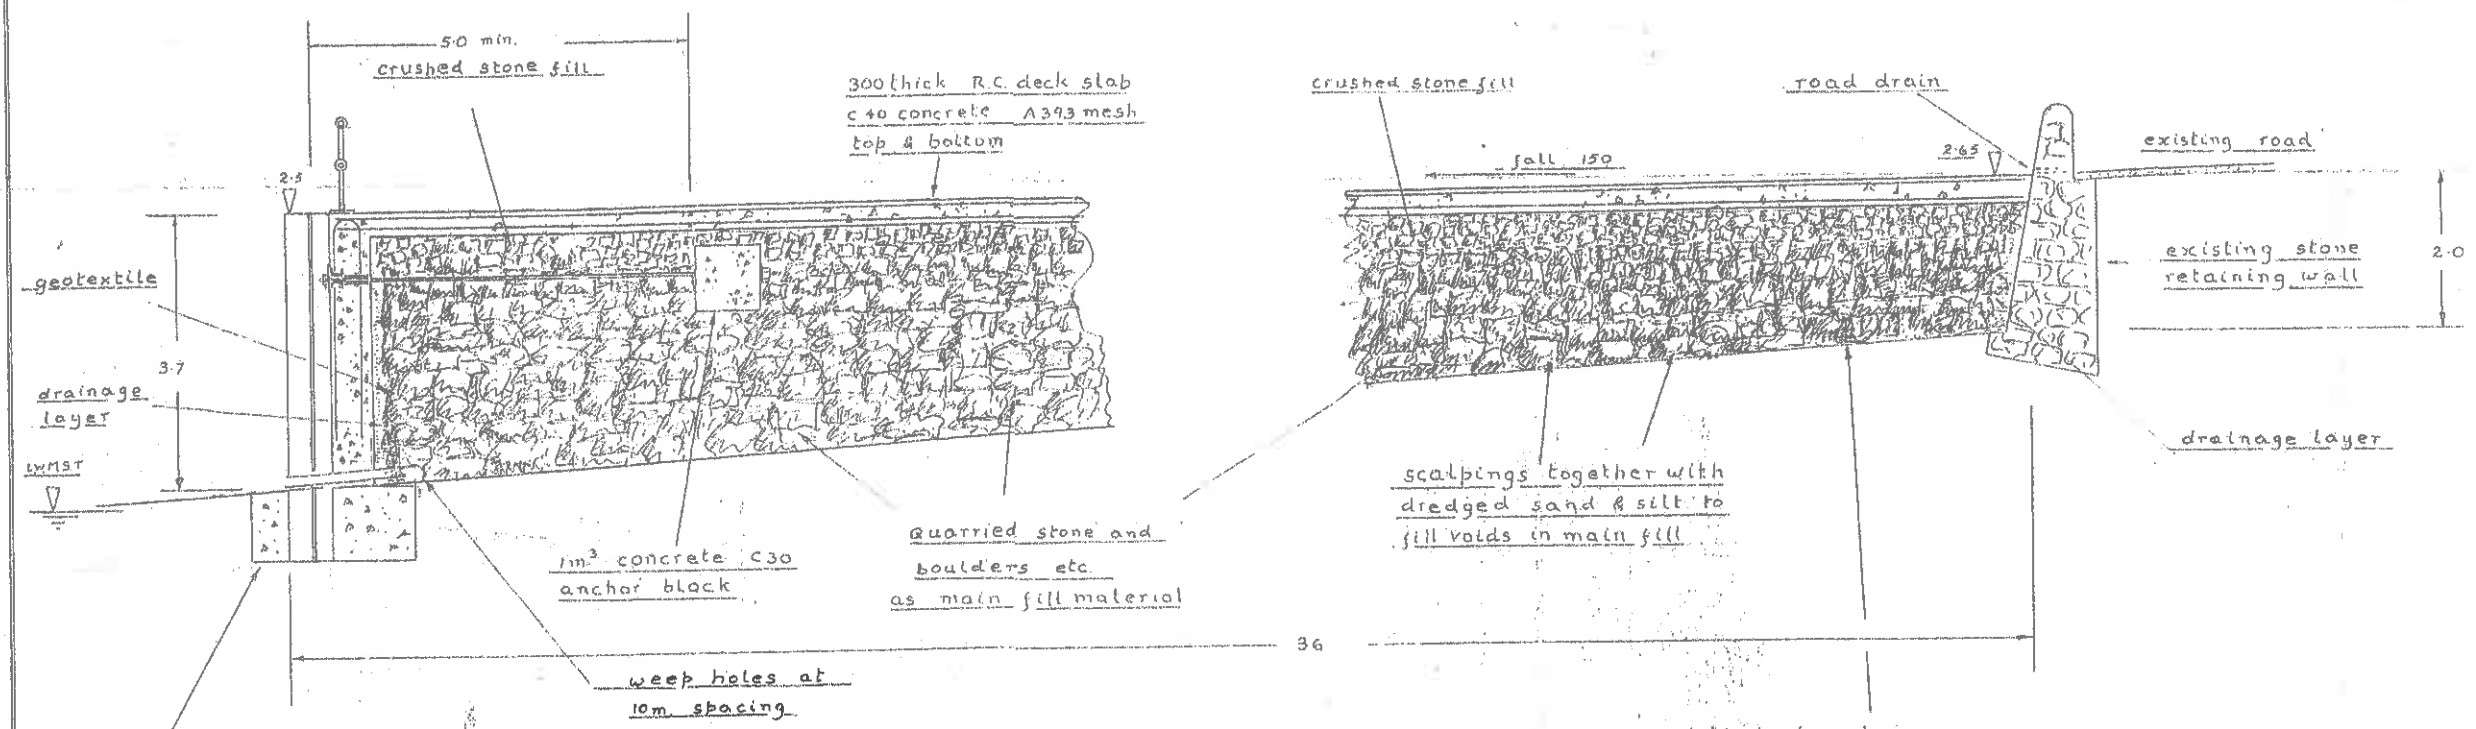 5.0 min.
crushed stone fill
300 thick R.C. deck slab
C 40 concrete A393 mesh
top & bottom
crushed stone fill
road drain
existing road
fall 150
2.65
2.5
geotextile
existing stone
retaining wall
2.0
3.7
drainage
layer
LWMST
drainage layer
scalpings together with
dredged sand & silt to
fill voids in main fill
Quarried stone and
boulders etc.
as main fill material
1m³ concrete C30
anchor block
36
weep holes at
10m. spacing